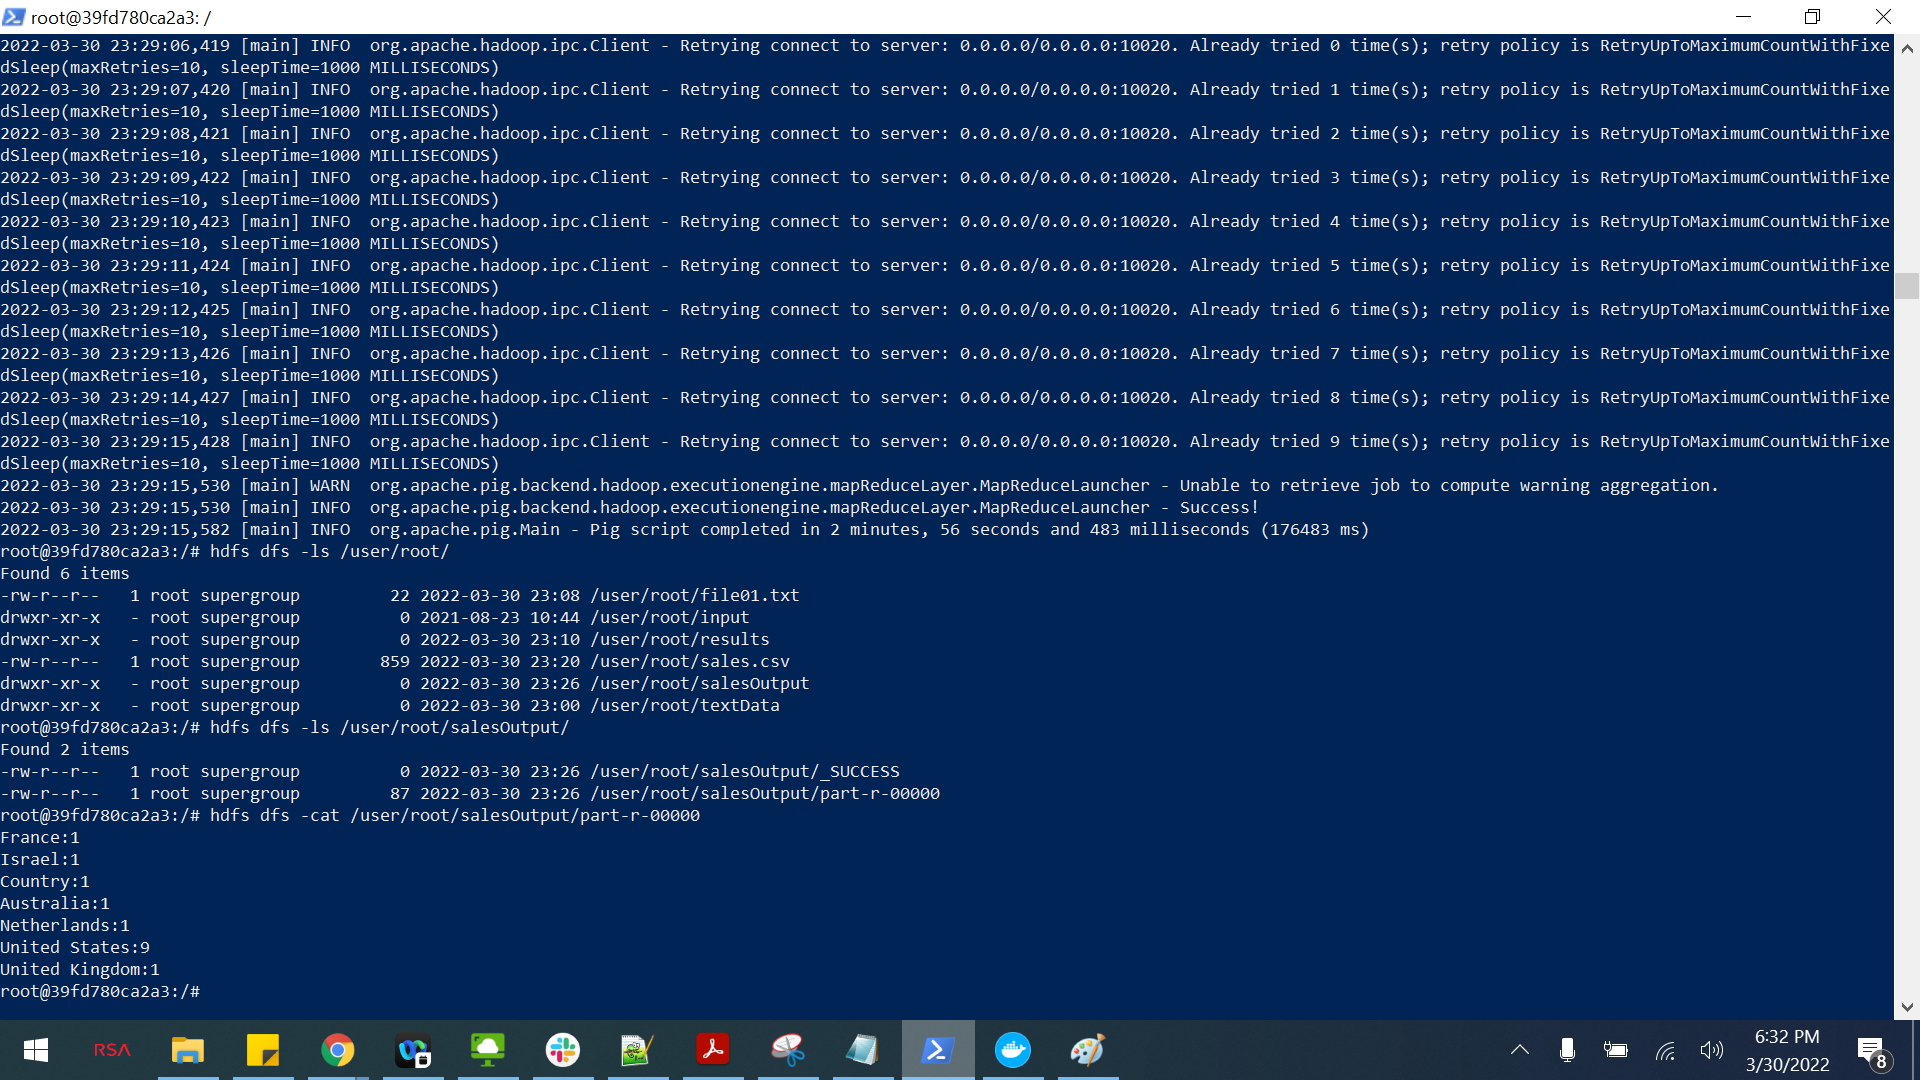 root@39fd780ca2a3: /
2022-03-30 23:29:06,419 [main] INFO  org.apache.hadoop.ipc.Client - Retrying connect to server: 0.0.0.0/0.0.0.0:10020. Already tried 0 time(s); retry policy is RetryUpToMaximumCountWithFixe
dSleep(maxRetries=10, sleepTime=1000 MILLISECONDS)
2022-03-30 23:29:07,420 [main] INFO  org.apache.hadoop.ipc.Client - Retrying connect to server: 0.0.0.0/0.0.0.0:10020. Already tried 1 time(s); retry policy is RetryUpToMaximumCountWithFixe
dSleep(maxRetries=10, sleepTime=1000 MILLISECONDS)
2022-03-30 23:29:08,421 [main] INFO  org.apache.hadoop.ipc.Client - Retrying connect to server: 0.0.0.0/0.0.0.0:10020. Already tried 2 time(s); retry policy is RetryUpToMaximumCountWithFixe
dSleep(maxRetries=10, sleepTime=1000 MILLISECONDS)
2022-03-30 23:29:09,422 [main] INFO  org.apache.hadoop.ipc.Client - Retrying connect to server: 0.0.0.0/0.0.0.0:10020. Already tried 3 time(s); retry policy is RetryUpToMaximumCountWithFixe
dSleep(maxRetries=10, sleepTime=1000 MILLISECONDS)
2022-03-30 23:29:10,423 [main] INFO  org.apache.hadoop.ipc.Client - Retrying connect to server: 0.0.0.0/0.0.0.0:10020. Already tried 4 time(s); retry policy is RetryUpToMaximumCountWithFixe
dSleep(maxRetries=10, sleepTime=1000 MILLISECONDS)
2022-03-30 23:29:11,424 [main] INFO  org.apache.hadoop.ipc.Client - Retrying connect to server: 0.0.0.0/0.0.0.0:10020. Already tried 5 time(s); retry policy is RetryUpToMaximumCountWithFixe
dSleep(maxRetries=10, sleepTime=1000 MILLISECONDS)
2022-03-30 23:29:12,425 [main] INFO  org.apache.hadoop.ipc.Client - Retrying connect to server: 0.0.0.0/0.0.0.0:10020. Already tried 6 time(s); retry policy is RetryUpToMaximumCountWithFixe
dSleep(maxRetries=10, sleepTime=1000 MILLISECONDS)
2022-03-30 23:29:13,426 [main] INFO  org.apache.hadoop.ipc.Client - Retrying connect to server: 0.0.0.0/0.0.0.0:10020. Already tried 7 time(s); retry policy is RetryUpToMaximumCountWithFixe
dSleep(maxRetries=10, sleepTime=1000 MILLISECONDS)
2022-03-30 23:29:14,427 [main] INFO  org.apache.hadoop.ipc.Client - Retrying connect to server: 0.0.0.0/0.0.0.0:10020. Already tried 8 time(s); retry policy is RetryUpToMaximumCountWithFixe
dSleep(maxRetries=10, sleepTime=1000 MILLISECONDS)
2022-03-30 23:29:15,428 [main] INFO  org.apache.hadoop.ipc.Client - Retrying connect to server: 0.0.0.0/0.0.0.0:10020. Already tried 9 time(s); retry policy is RetryUpToMaximumCountWithFixe
dSleep(maxRetries=10, sleepTime=1000 MILLISECONDS)
2022-03-30 23:29:15,530 [main] WARN  org.apache.pig.backend.hadoop.executionengine.mapReduceLayer.MapReduceLauncher - Unable to retrieve job to compute warning aggregation.
2022-03-30 23:29:15,530 [main] INFO  org.apache.pig.backend.hadoop.executionengine.mapReduceLayer.MapReduceLauncher - Success!
2022-03-30 23:29:15,582 [main] INFO  org.apache.pig.Main - Pig script completed in 2 minutes, 56 seconds and 483 milliseconds (176483 ms)
root@39fd780ca2a3:/# hdfs dfs -ls /user/root/
Found 6 items
-rw-r--r--   1 root supergroup         22 2022-03-30 23:08 /user/root/file01.txt
drwxr-xr-x   - root supergroup          0 2021-08-23 10:44 /user/root/input
drwxr-xr-x   - root supergroup          0 2022-03-30 23:10 /user/root/results
-rw-r--r--   1 root supergroup        859 2022-03-30 23:20 /user/root/sales.csv
drwxr-xr-x   - root supergroup          0 2022-03-30 23:26 /user/root/salesOutput
drwxr-xr-x   - root supergroup          0 2022-03-30 23:00 /user/root/textData
root@39fd780ca2a3:/# hdfs dfs -ls /user/root/salesOutput/
Found 2 items
-rw-r--r--   1 root supergroup          0 2022-03-30 23:26 /user/root/salesOutput/_SUCCESS
-rw-r--r--   1 root supergroup         87 2022-03-30 23:26 /user/root/salesOutput/part-r-00000
root@39fd780ca2a3:/# hdfs dfs -cat /user/root/salesOutput/part-r-00000
France:1
Israel:1
Country:1
Australia:1
Netherlands:1
United States:9
United Kingdom:1
root@39fd780ca2a3:/#
RSA
6:32 PM
3/30/2022
8